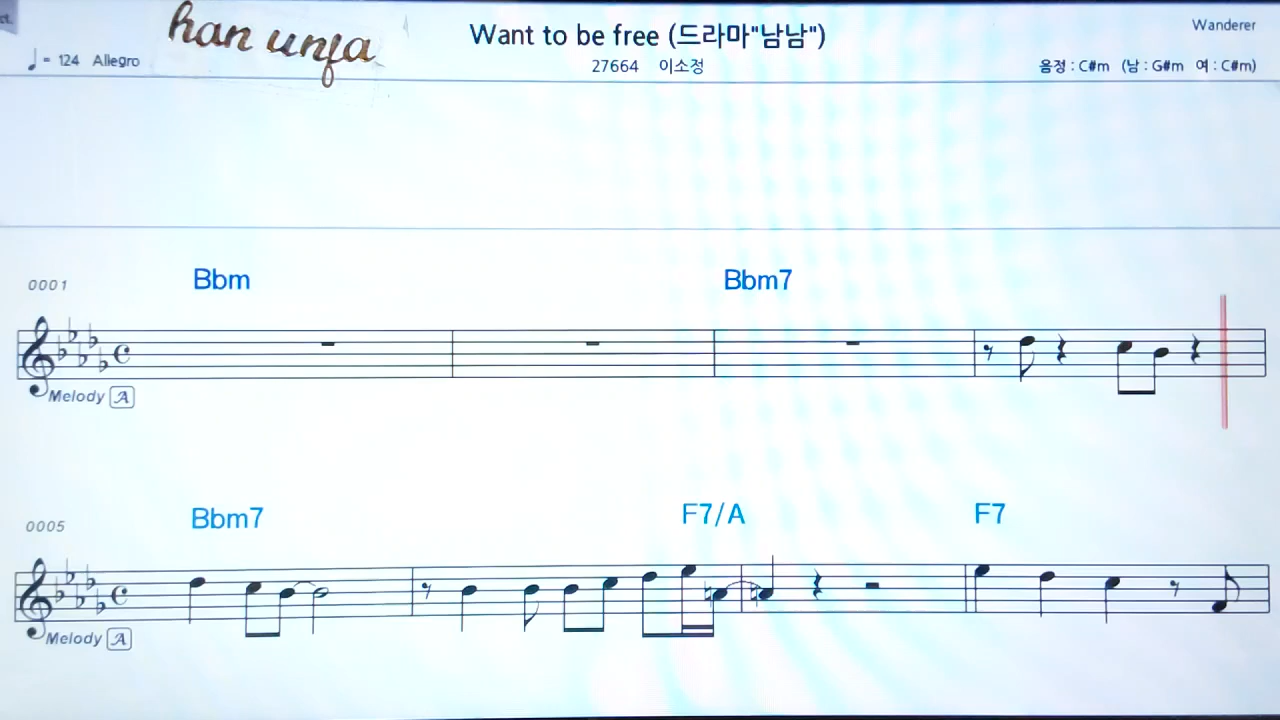 ct.
han unja
Want to be free (드라마"남남")
Wanderer
♩= 124 Allegro
27664 이소정
음정 : C#m (남 : G#m 여 : C#m)
0001
Bbm
Bbm7
Melody A
0005
Bbm7
F7/A
F7
Melody A